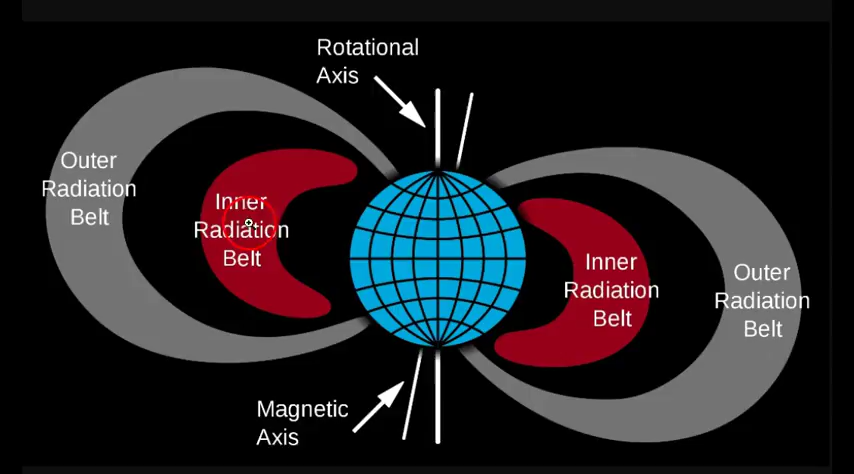 Rotational
Axis
Outer
Radiation
Belt
Inner
Radiation
Belt
Inner
Radiation
Belt
Outer
Radiation
Belt
Magnetic
Axis